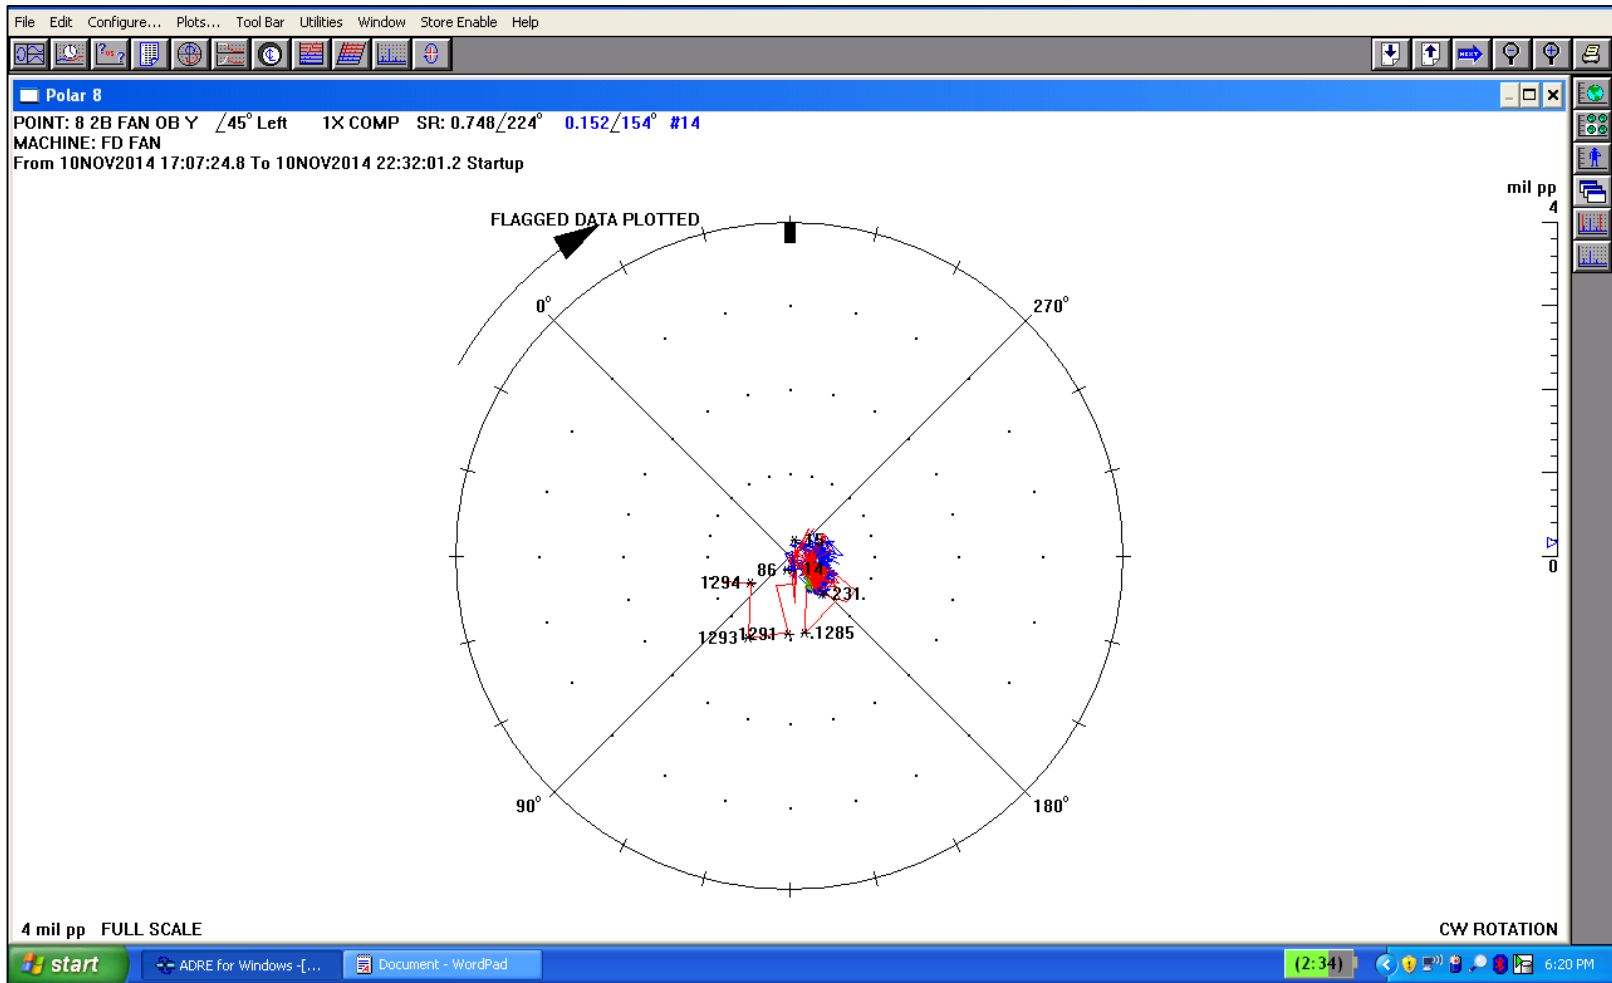 File Edit Configure... Plots... Tool Bar Utilities Window Store Enable Help
Polar 8
POINT: 8 2B FAN OB Y ∠45° Left 1X COMP SR: 0.748∠224° 0.152∠154° #14
MACHINE: FD FAN
From 10NOV2014 17:07:24.8 To 10NOV2014 22:32:01.2 Startup
mil pp
4
FLAGGED DATA PLOTTED
0°
270°
15
86
14
0
1294
231.
1293
1291
.1285
90°
180°
4 mil pp FULL SCALE
CW ROTATION
start
ADRE for Windows -[...
Document - WordPad
(2:34)
6:20 PM